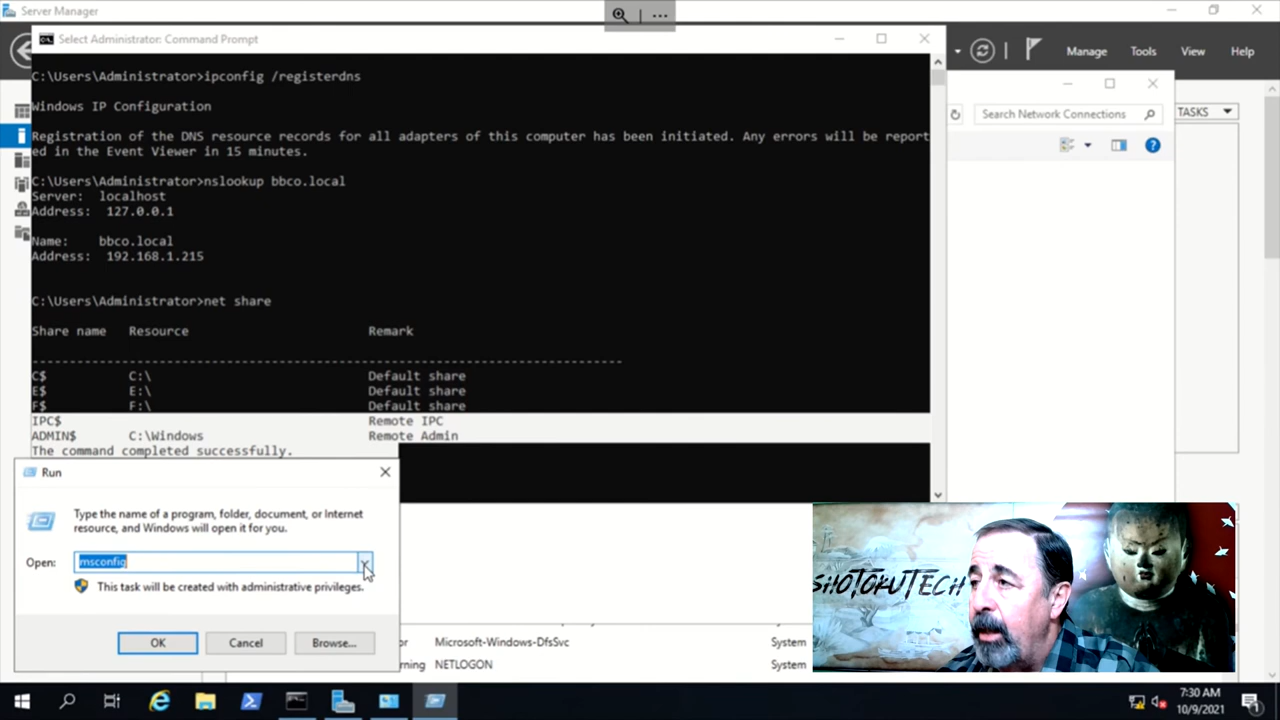 Server Manager
Select Administrator: Command Prompt
Manage Tools View Help
C:\Users\Administrator>ipconfig /registerdns
Windows IP Configuration
Search Network Connections
TASKS
Registration of the DNS resource records for all adapters of this computer has been initiated. Any errors will be report
ed in the Event Viewer in 15 minutes.
C:\Users\Administrator>nslookup bbco.local
Server: localhost
Address: 127.0.0.1
Name: bbco.local
Address: 192.168.1.215
C:\Users\Administrator>net share
Share name Resource Remark
-------------------------------------------------------------------------------
C$ C:\ Default share
E$ E:\ Default share
F$ F:\ Default share
IPC$ Remote IPC
ADMIN$ C:\Windows Remote Admin
The command completed successfully.
Run
Type the name of a program, folder, document, or Internet
resource, and Windows will open it for you.
Open: msconfig
This task will be created with administrative privileges.
OK Cancel Browse...
Microsoft-Windows-DfsSvc System
NETLOGON System
SHOTOKUTECH
7:30 AM
10/9/2021
1